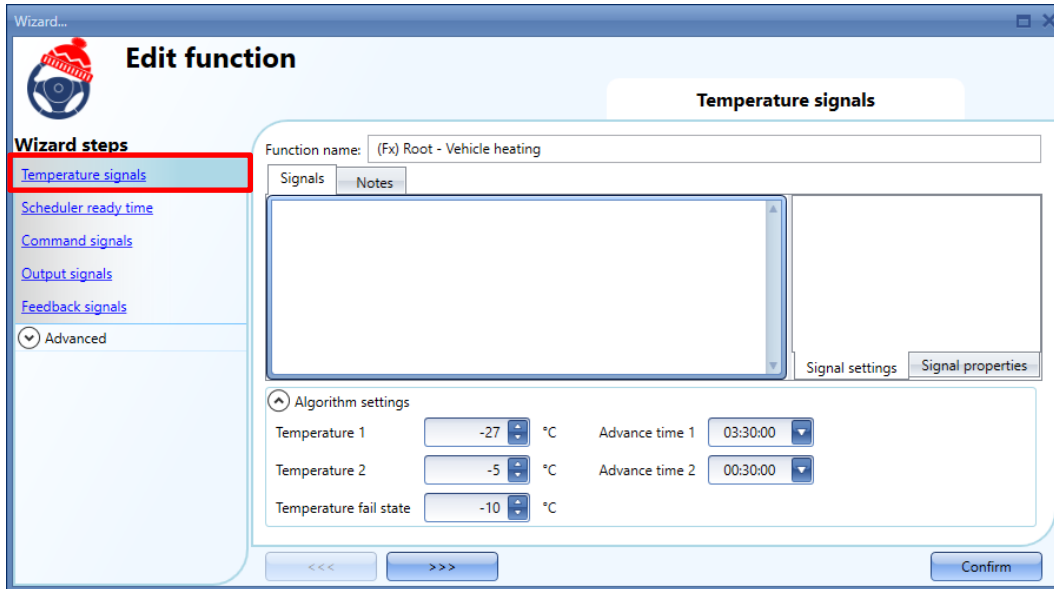 Wizard...
Edit function
Temperature signals
Wizard steps
Temperature signals
Scheduler ready time
Command signals
Output signals
Feedback signals
Advanced
Function name: (Fx) Root - Vehicle heating
Signals Notes
Signal settings Signal properties
Algorithm settings
Temperature 1 -27 °C Advance time 1 03:30:00
Temperature 2 -5 °C Advance time 2 00:30:00
Temperature fail state -10 °C
<<< >>> Confirm